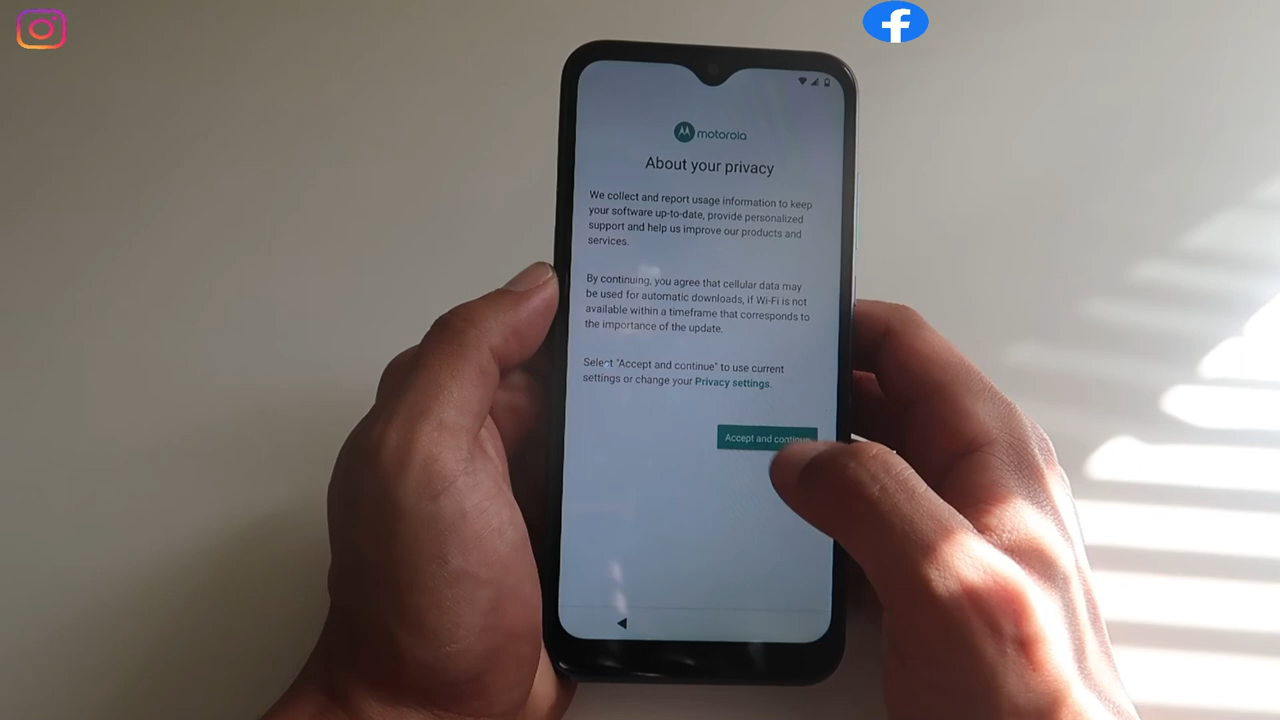 motorola
About your privacy
We collect and report usage information to keep
your software up-to-date, provide personalized
support and help us improve our products and
services.
By continuing, you agree that cellular data may
be used for automatic downloads, if Wi-Fi is not
available within a timeframe that corresponds to
the importance of the update.
Select "Accept and continue" to use current
settings or change your Privacy settings.
Accept and continue